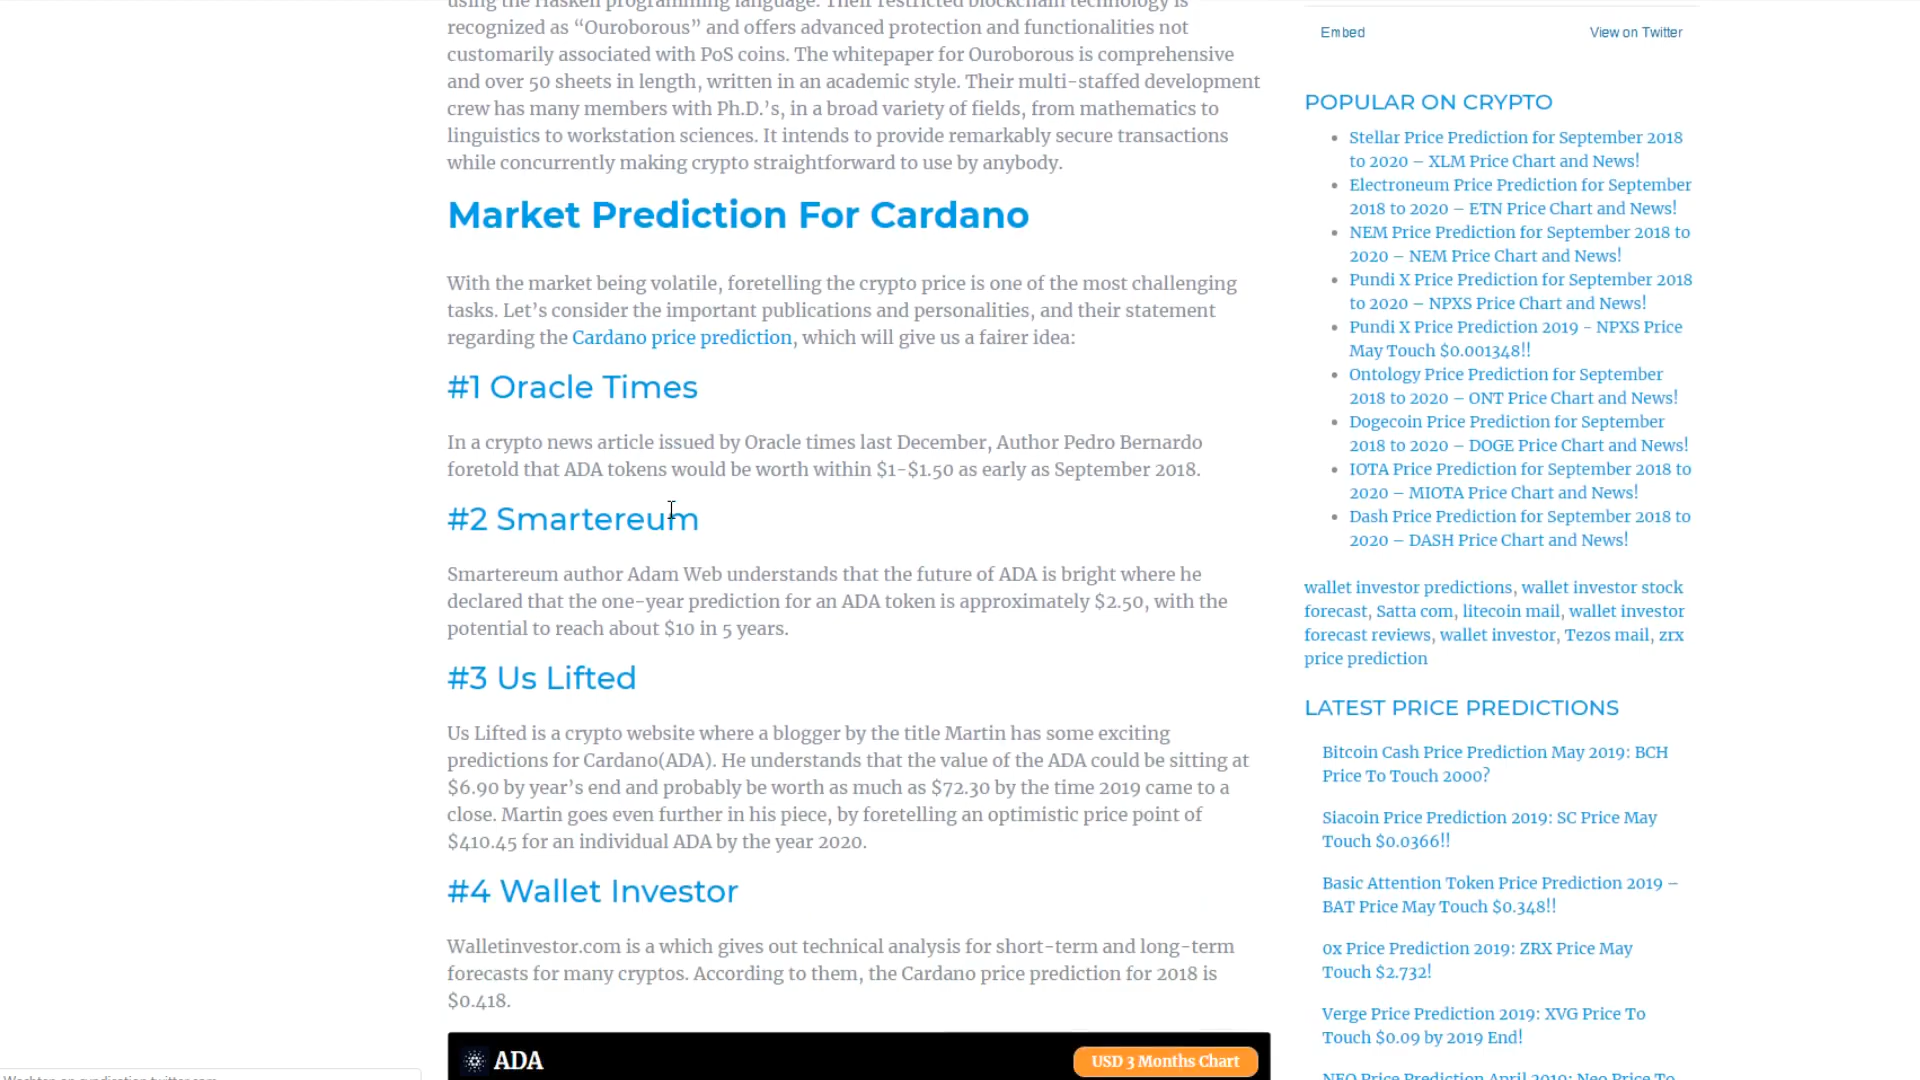 using the Haskell programming language. Their restricted blockchain technology is
recognized as “Ouroborous” and offers advanced protection and functionalities not
customarily associated with PoS coins. The whitepaper for Ouroborous is comprehensive
and over 50 sheets in length, written in an academic style. Their multi-staffed development
crew has many members with Ph.D.’s, in a broad variety of fields, from mathematics to
linguistics to workstation sciences. It intends to provide remarkably secure transactions
while concurrently making crypto straightforward to use by anybody.
Market Prediction For Cardano
With the market being volatile, foretelling the crypto price is one of the most challenging
tasks. Let’s consider the important publications and personalities, and their statement
regarding the Cardano price prediction, which will give us a fairer idea:
#1 Oracle Times
In a crypto news article issued by Oracle times last December, Author Pedro Bernardo
foretold that ADA tokens would be worth within $1-$1.50 as early as September 2018.
#2 Smartereum
Smartereum author Adam Web understands that the future of ADA is bright where he
declared that the one-year prediction for an ADA token is approximately $2.50, with the
potential to reach about $10 in 5 years.
#3 Us Lifted
Us Lifted is a crypto website where a blogger by the title Martin has some exciting
predictions for Cardano(ADA). He understands that the value of the ADA could be sitting at
$6.90 by year’s end and probably be worth as much as $72.30 by the time 2019 came to a
close. Martin goes even further in his piece, by foretelling an optimistic price point of
$410.45 for an individual ADA by the year 2020.
#4 Wallet Investor
Walletinvestor.com is a which gives out technical analysis for short-term and long-term
forecasts for many cryptos. According to them, the Cardano price prediction for 2018 is
$0.418.
ADA
USD 3 Months Chart
Embed
View on Twitter
POPULAR ON CRYPTO
Stellar Price Prediction for September 2018
to 2020 – XLM Price Chart and News!
Electroneum Price Prediction for September
2018 to 2020 – ETN Price Chart and News!
NEM Price Prediction for September 2018 to
2020 – NEM Price Chart and News!
Pundi X Price Prediction for September 2018
to 2020 – NPXS Price Chart and News!
Pundi X Price Prediction 2019 - NPXS Price
May Touch $0.001348!!
Ontology Price Prediction for September
2018 to 2020 – ONT Price Chart and News!
Dogecoin Price Prediction for September
2018 to 2020 – DOGE Price Chart and News!
IOTA Price Prediction for September 2018 to
2020 – MIOTA Price Chart and News!
Dash Price Prediction for September 2018 to
2020 – DASH Price Chart and News!
wallet investor predictions, wallet investor stock
forecast, Satta com, litecoin mail, wallet investor
forecast reviews, wallet investor, Tezos mail, zrx
price prediction
LATEST PRICE PREDICTIONS
Bitcoin Cash Price Prediction May 2019: BCH
Price To Touch 2000?
Siacoin Price Prediction 2019: SC Price May
Touch $0.0366!!
Basic Attention Token Price Prediction 2019 –
BAT Price May Touch $0.348!!
0x Price Prediction 2019: ZRX Price May
Touch $2.732!
Verge Price Prediction 2019: XVG Price To
Touch $0.09 by 2019 End!
NEO Price Prediction April 2019: Neo Price To